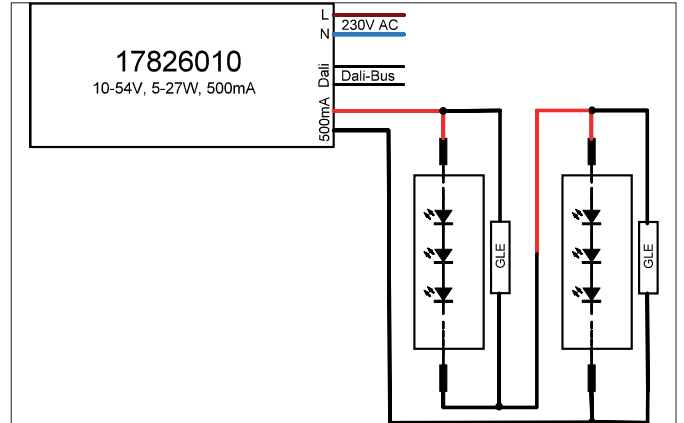 L
230V AC
N
17826010
10-54V, 5-27W, 500mA
Dali
Dali-Bus
500mA
GLE
GLE